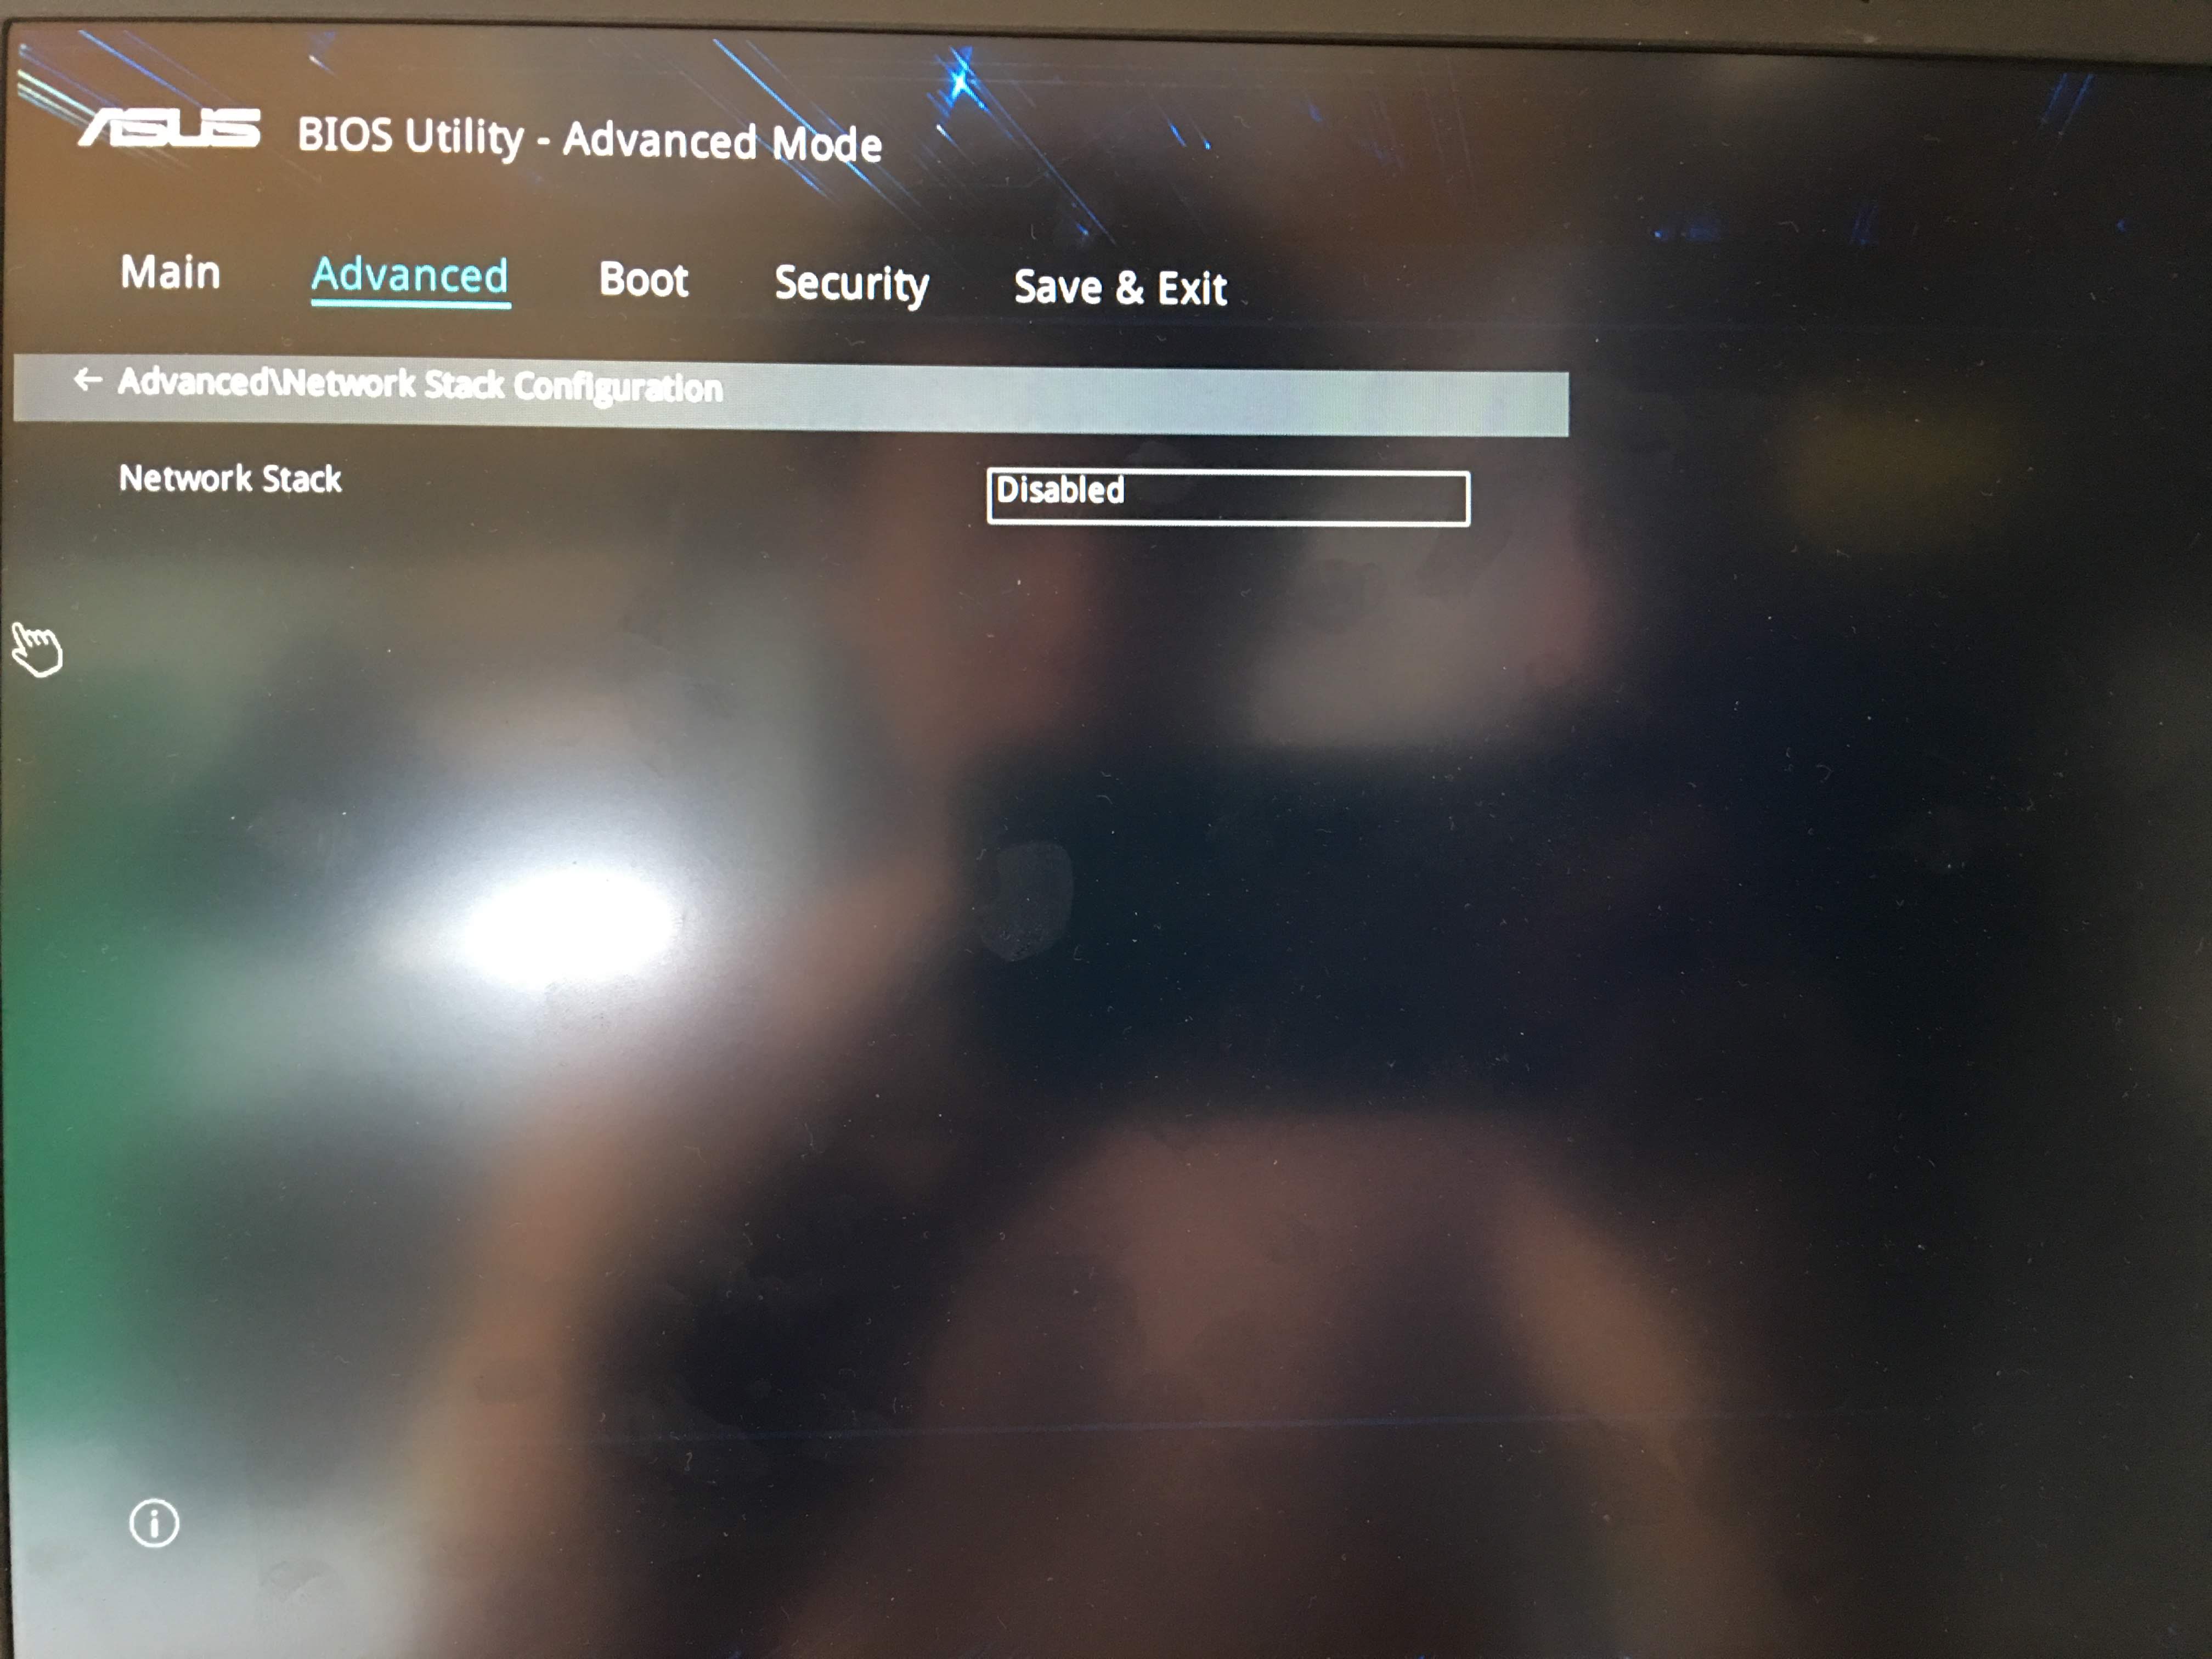 ASUS BIOS Utility - Advanced Mode
Main Advanced Boot Security Save & Exit
← Advanced\Network Stack Configuration
Network Stack Disabled
i